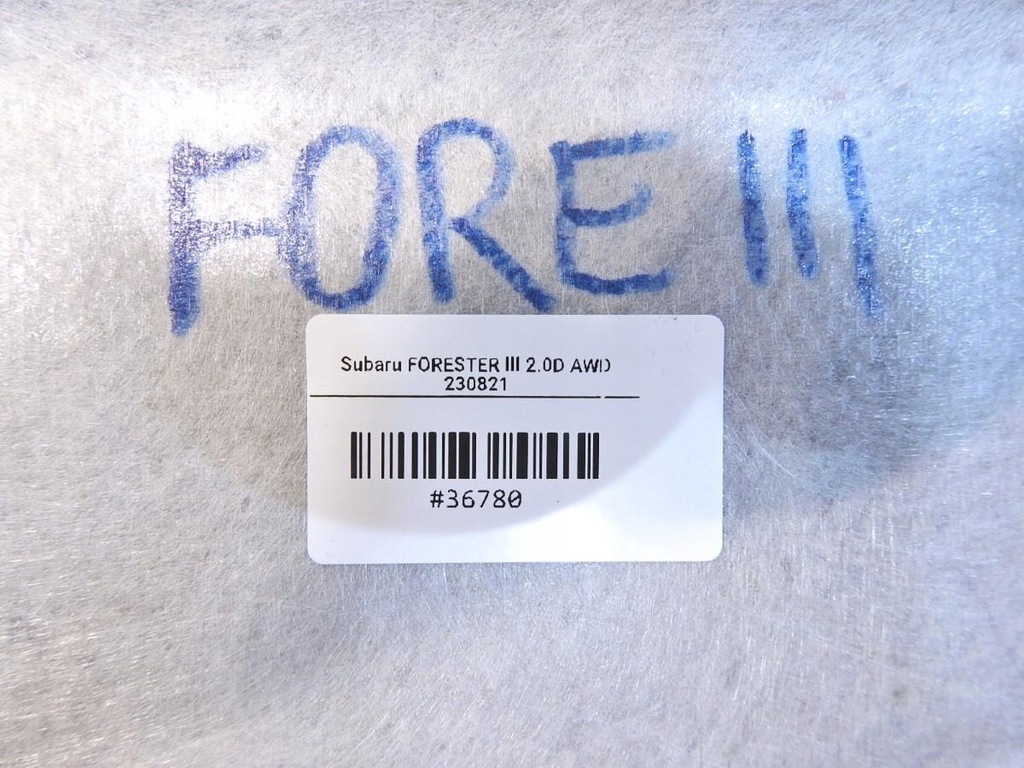 FORE III
Subaru FORESTER III 2.0D AWD
230821
#36780